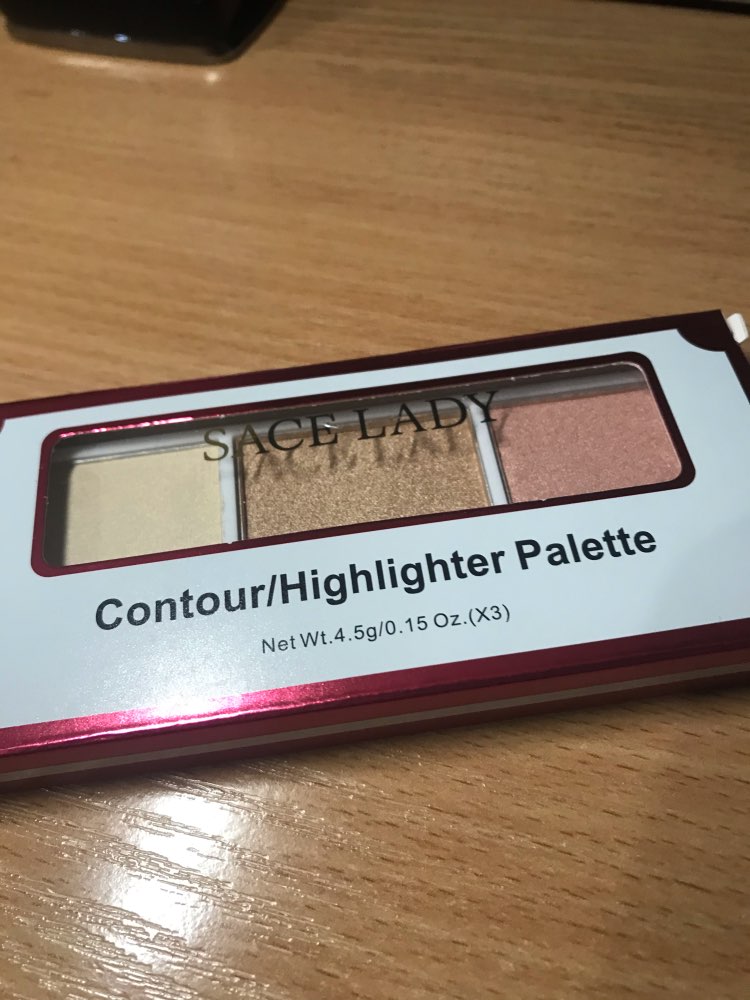 SACE LADY
Contour/Highlighter Palette
Net Wt.4.5g/0.15 Oz.(X3)